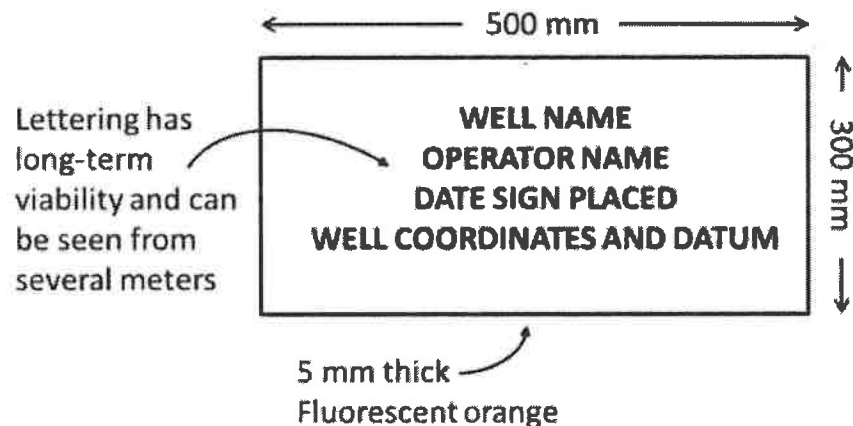 500 mm
WELL NAME
OPERATOR NAME
DATE SIGN PLACED
WELL COORDINATES AND DATUM
300 mm
Lettering has
long-term
viability and can
be seen from
several meters
5 mm thick
Fluorescent orange